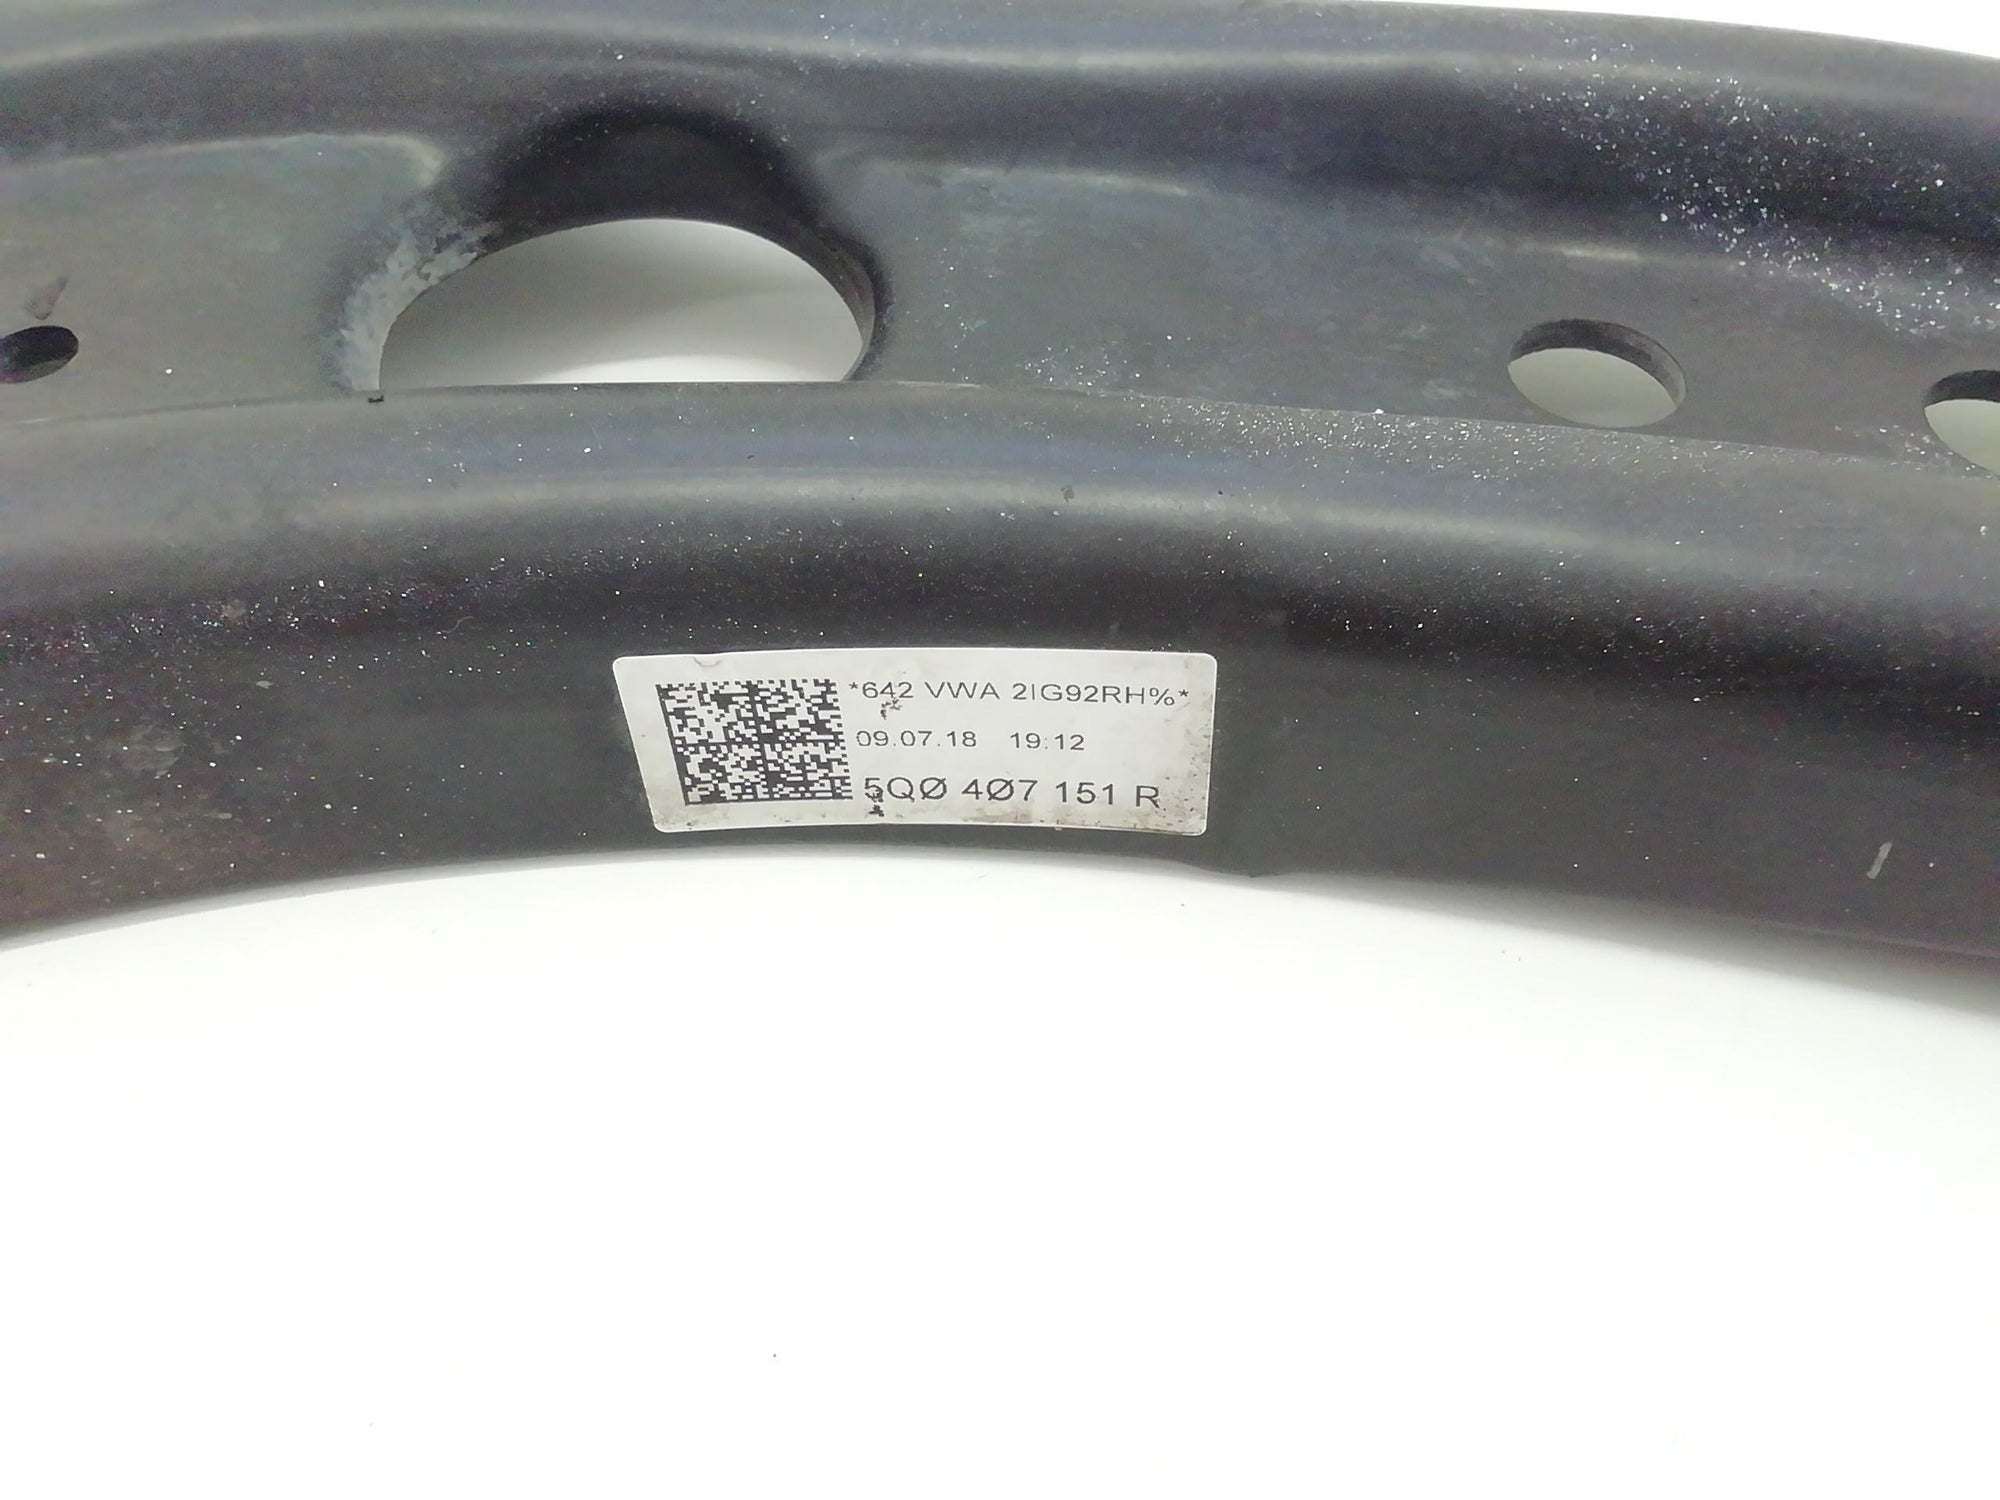 *642 VWA 2IG92RH%*
09.07.18 19:12
5QØ 4Ø7 151 R